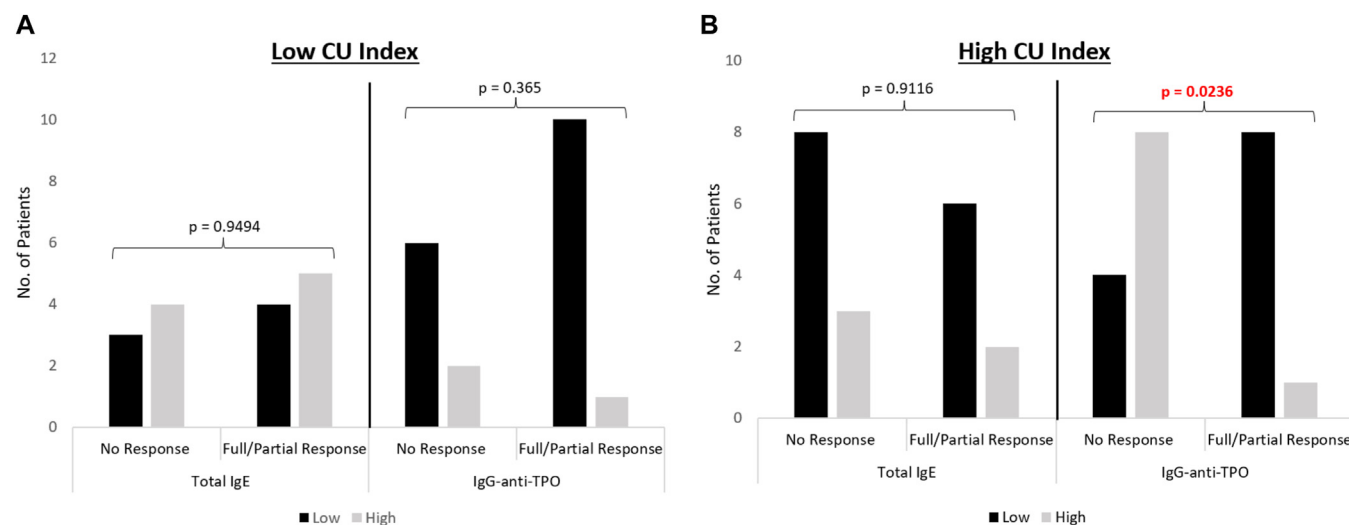 A
Low CU Index
12
10
8
6
4
2
0
No. of Patients
p = 0.9494
p = 0.365
No Response
Full/Partial Response
No Response
Full/Partial Response
Total IgE
IgG-anti-TPO
Low
High
B
High CU Index
10
8
6
4
2
0
No. of Patients
p = 0.9116
p = 0.0236
No Response
Full/Partial Response
No Response
Full/Partial Response
Total IgE
IgG-anti-TPO
Low
High